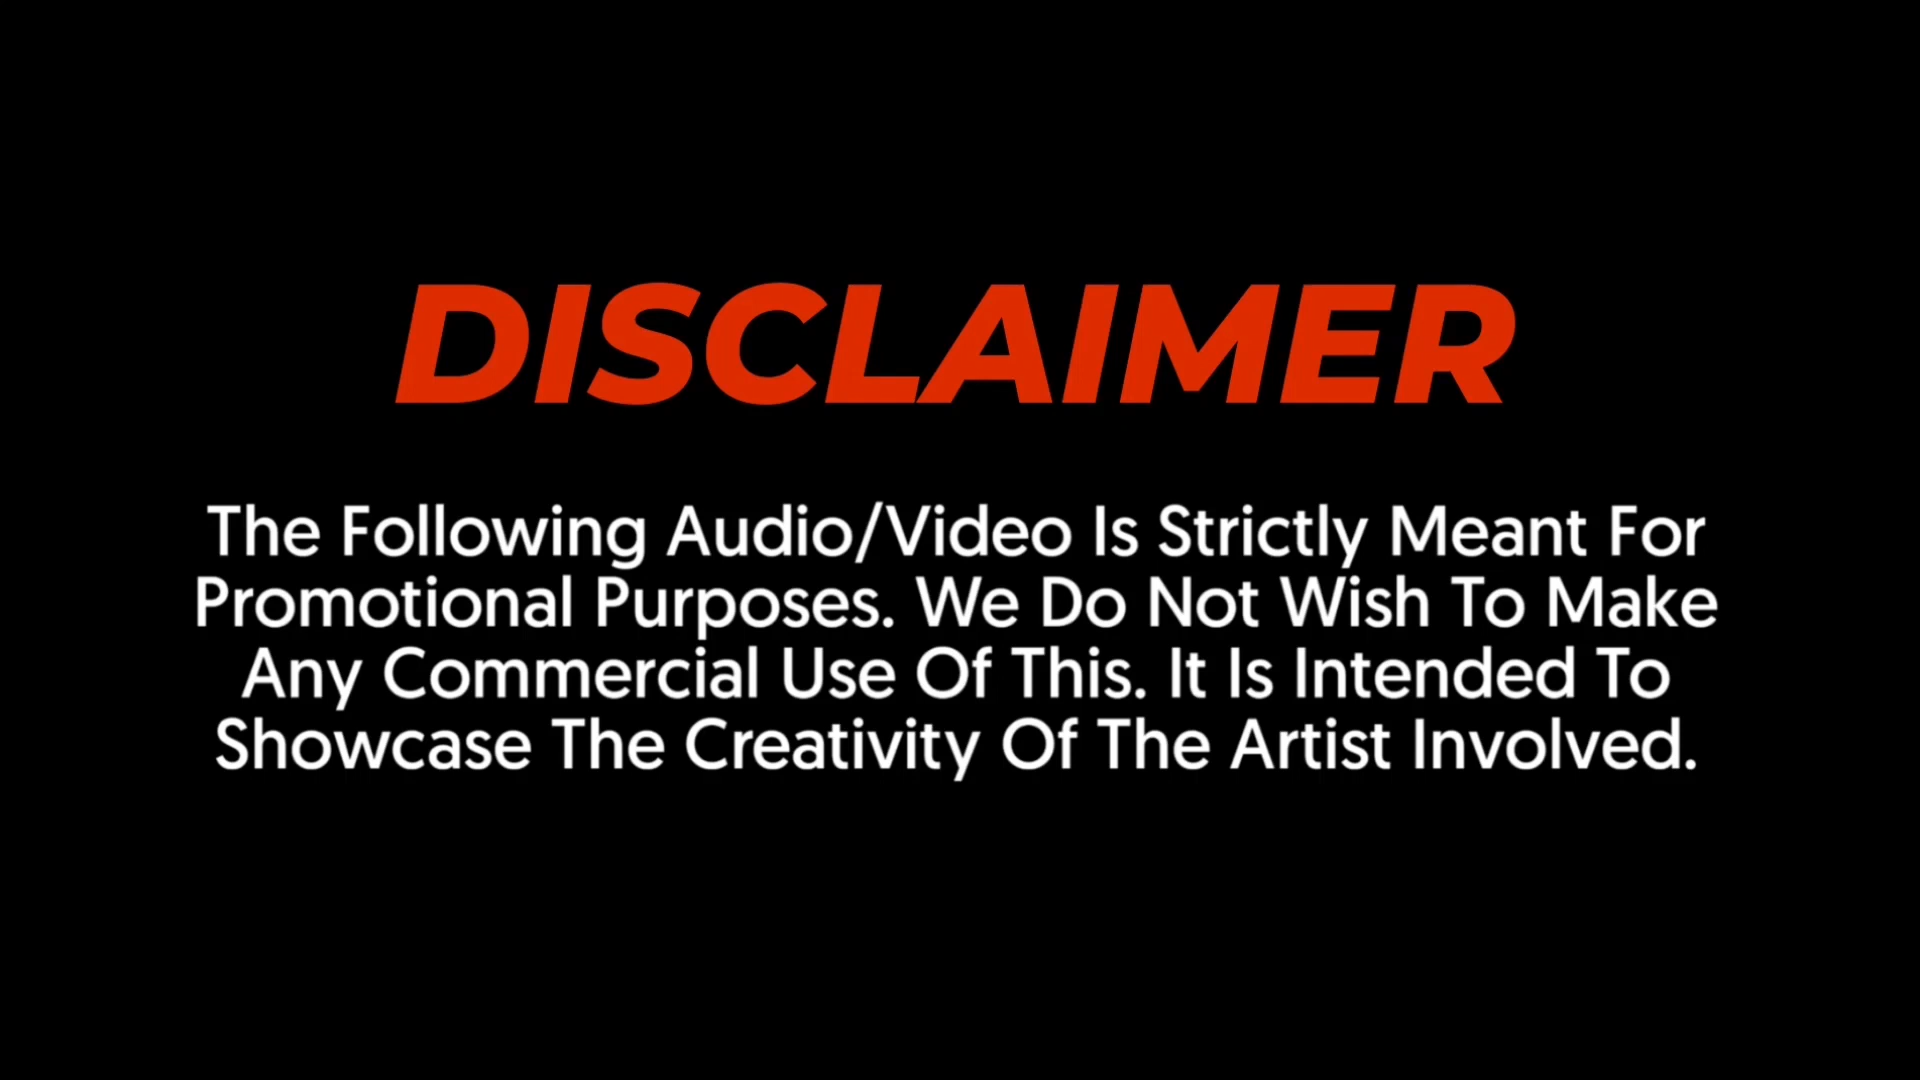 DISCLAIMER
The Following Audio/Video Is Strictly Meant For
Promotional Purposes. We Do Not Wish To Make
Any Commercial Use Of This. It Is Intended To
Showcase The Creativity Of The Artist Involved.